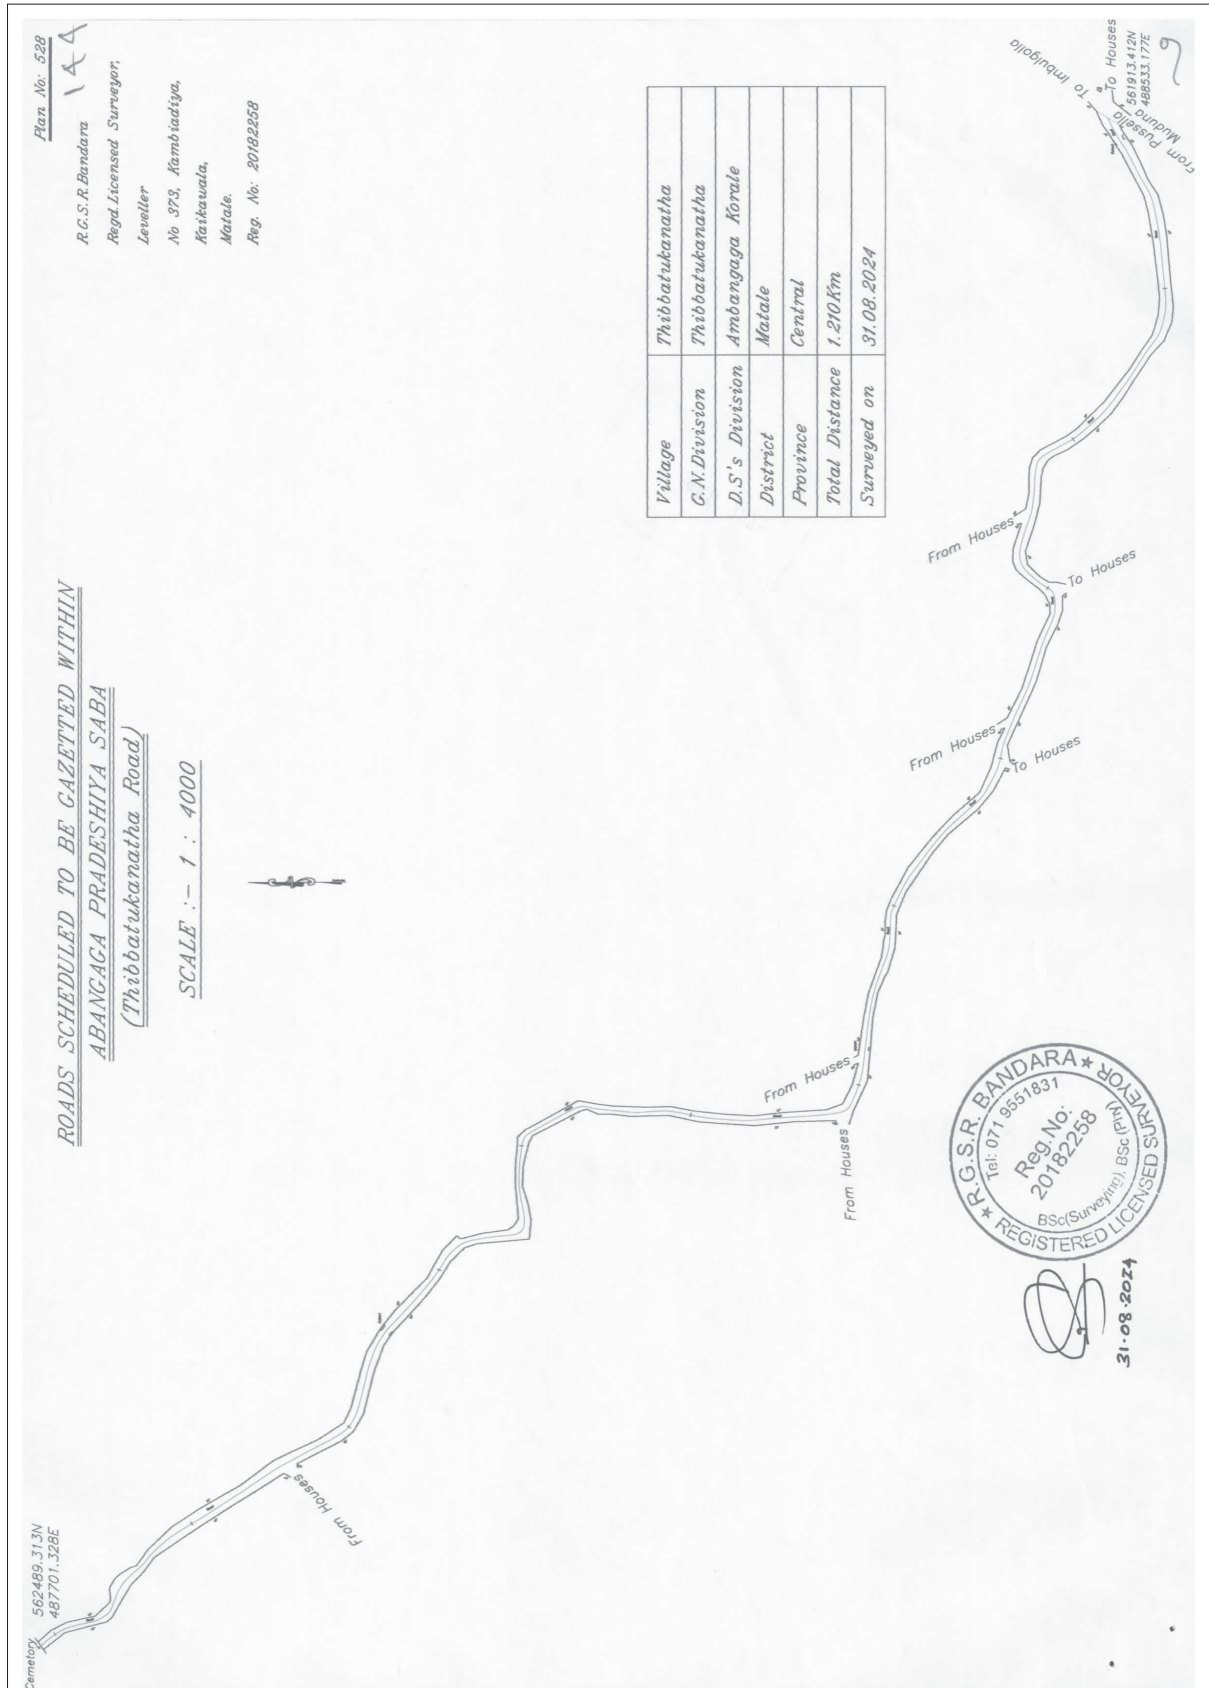 Plan No: 528
144
R.G.S.R.Bandara
Regd.Licensed Surveyor,
Leveller
No 373, Kambiadiya,
Kaikawala,
Matale.
Reg. No: 20182258
ROADS SCHEDULED TO BE GAZETTED WITHIN
ABANGAGA PRADESHIYA SABA
(Thibbatukanatha Road)
SCALE :- 1 : 4000
Village Thibbatukanatha
G.N.Division Thibbatukanatha
D.S's Division Ambangaga Korale
District Matale
Province Central
Total Distance 1.210Km
Surveyed on 31.08.2024
Cemetory
562489.313N
487701.328E
From Houses
From Houses
From Houses
From Houses
To Houses
From Houses
To Houses
To Imbulgolla
To Houses
561913.412N
488533.177E
From Pussella
Muduna
9
R.G.S.R. BANDARA
REGISTERED LICENSED SURVEYOR
Tel: 071 9551831
Reg.No:
20182258
BSc(Surveying), BSc(Phy)
31.08.2024